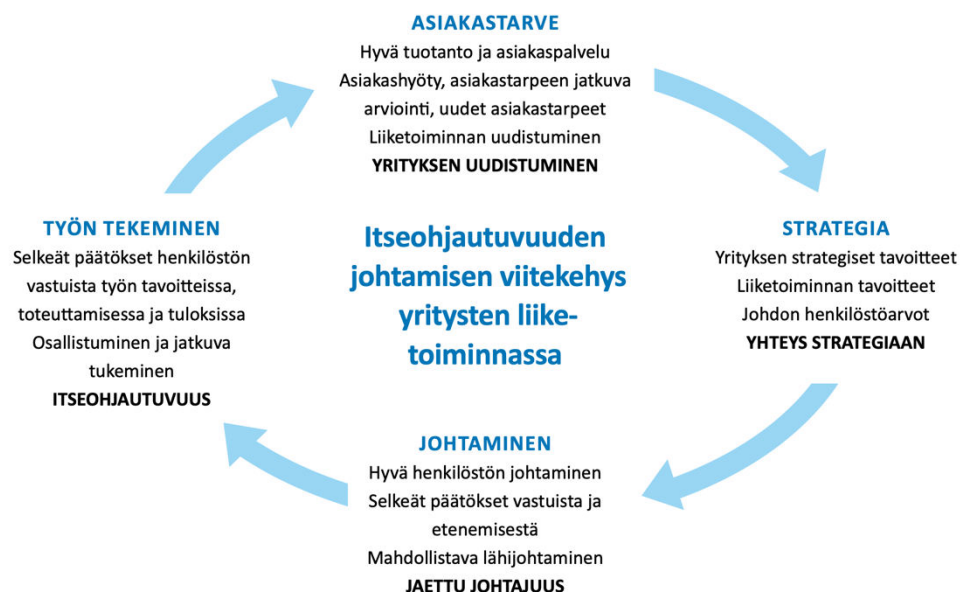 ASIAKASTARVE
Hyvä tuotanto ja asiakaspalvelu
Asiakashyöty, asiakastarpeen jatkuva
arviointi, uudet asiakastarpeet
Liiketoiminnan uudistuminen
YRITYKSEN UUDISTUMINEN
TYÖN TEKEMINEN
Selkeät päätökset henkilöstön
vastuista työn tavoitteissa,
toteuttamisessa ja tuloksissa
Osallistuminen ja jatkuva
tukeminen
ITSEOHJAUTUVUUS
Itseohjautuvuuden
johtamisen viitekehys
yritysten liike-
toiminnassa
STRATEGIA
Yrityksen strategiset tavoitteet
Liiketoiminnan tavoitteet
Johdon henkilöstöarvot
YHTEYS STRATEGIAAN
JOHTAMINEN
Hyvä henkilöstön johtaminen
Selkeät päätökset vastuista ja
etenemisestä
Mahdollistava lähijohtaminen
JAETTU JOHTAJUUS